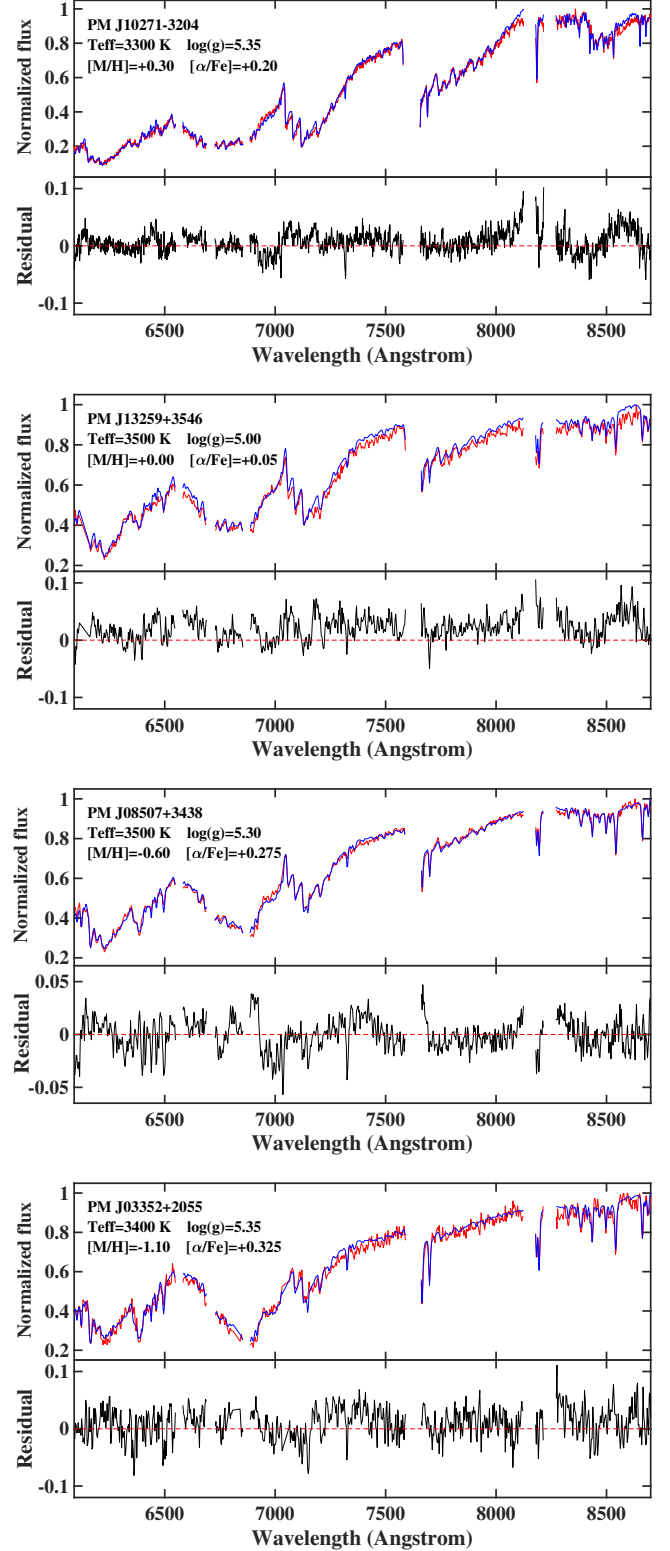 PM J10271-3204
Teff=3300 K log(g)=5.35
[M/H]=+0.30 [α/Fe]=+0.20
Normalized flux
1
0.8
0.6
0.4
0.2
Residual
0.1
0
-0.1
6500 7000 7500 8000 8500
Wavelength (Angstrom)
PM J13259+3546
Teff=3500 K log(g)=5.00
[M/H]=+0.00 [α/Fe]=+0.05
Normalized flux
1
0.8
0.6
0.4
0.2
Residual
0.1
0
-0.1
6500 7000 7500 8000 8500
Wavelength (Angstrom)
PM J08507+3438
Teff=3500 K log(g)=5.30
[M/H]=-0.60 [α/Fe]=+0.275
Normalized flux
1
0.8
0.6
0.4
0.2
Residual
0.05
0
-0.05
6500 7000 7500 8000 8500
Wavelength (Angstrom)
PM J03352+2055
Teff=3400 K log(g)=5.35
[M/H]=-1.10 [α/Fe]=+0.325
Normalized flux
1
0.8
0.6
0.4
0.2
Residual
0.1
0
-0.1
6500 7000 7500 8000 8500
Wavelength (Angstrom)